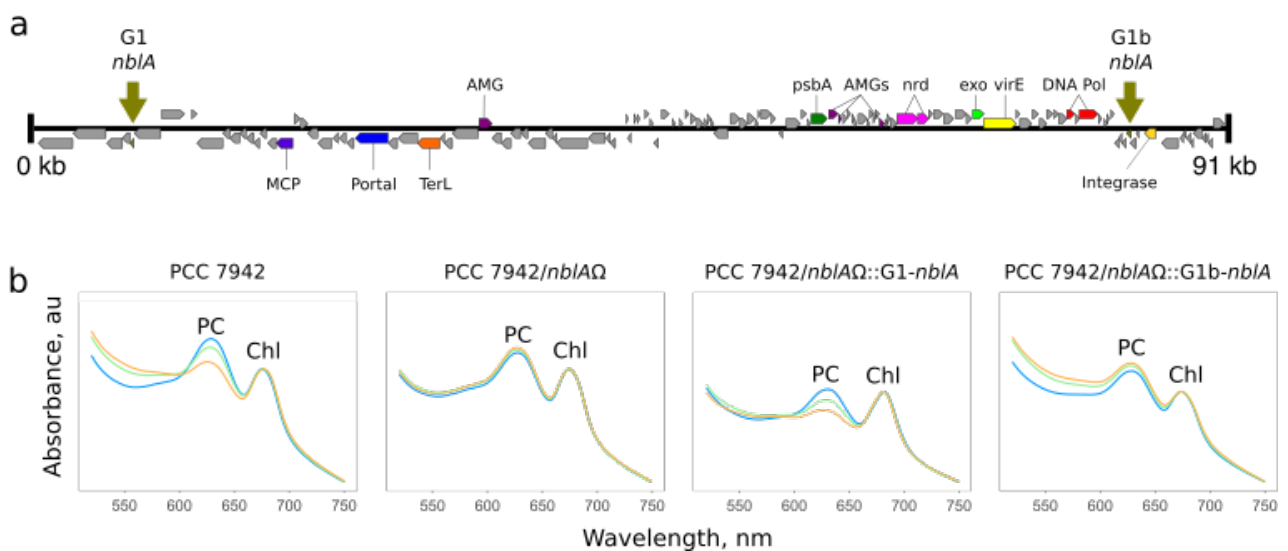 a
G1
nblA
G1b
nblA
AMG
psbA AMGs nrd exo virE DNA Pol
0 kb
91 kb
MCP Portal TerL Integrase
b
PCC 7942
PCC 7942/nblAΩ
PCC 7942/nblAΩ::G1-nblA
PCC 7942/nblAΩ::G1b-nblA
Absorbance, au
PC Chl
PC Chl
PC Chl
PC Chl
550 600 650 700 750
550 600 650 700 750
550 600 650 700 750
550 600 650 700 750
Wavelength, nm